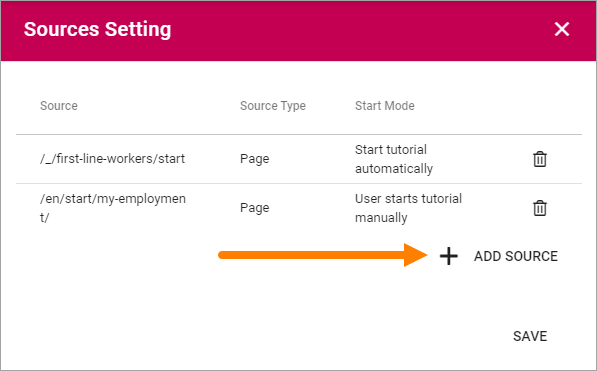 Sources Setting
Source Source Type Start Mode
/_/first-line-workers/start Page Start tutorial
automatically
/en/start/my-employmen Page User starts tutorial
t/ manually
ADD SOURCE
SAVE